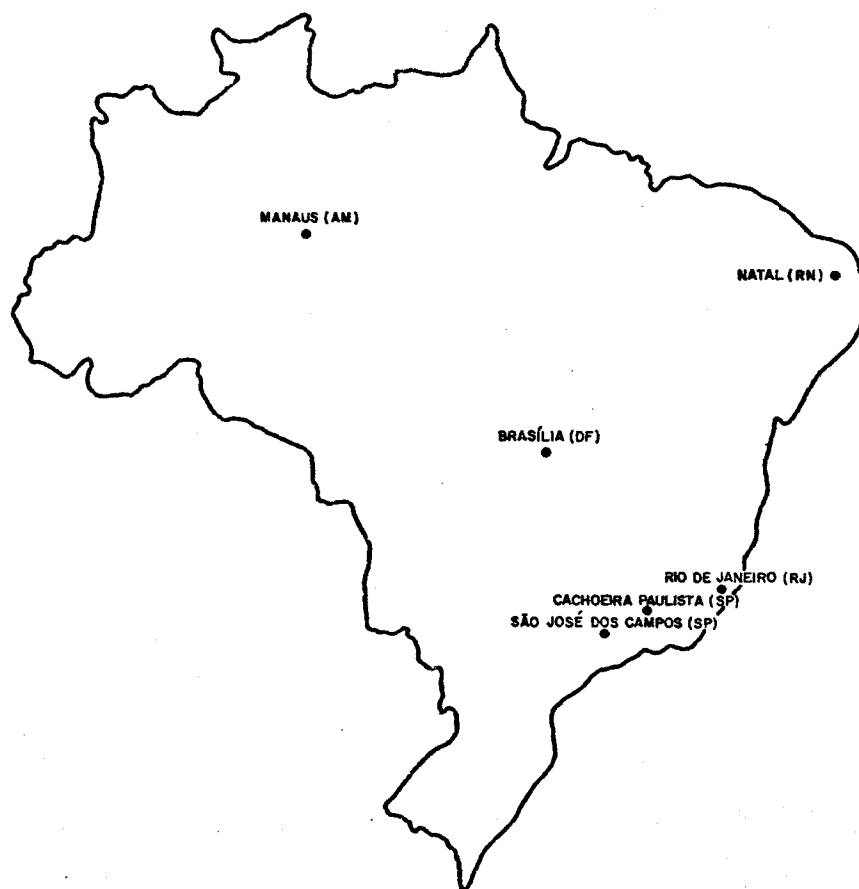 MANAUS (AM)
NATAL (RN)
BRASÍLIA (DF)
RIO DE JANEIRO (RJ)
CACHOEIRA PAULISTA (SP)
SÃO JOSÉ DOS CAMPOS (SP)